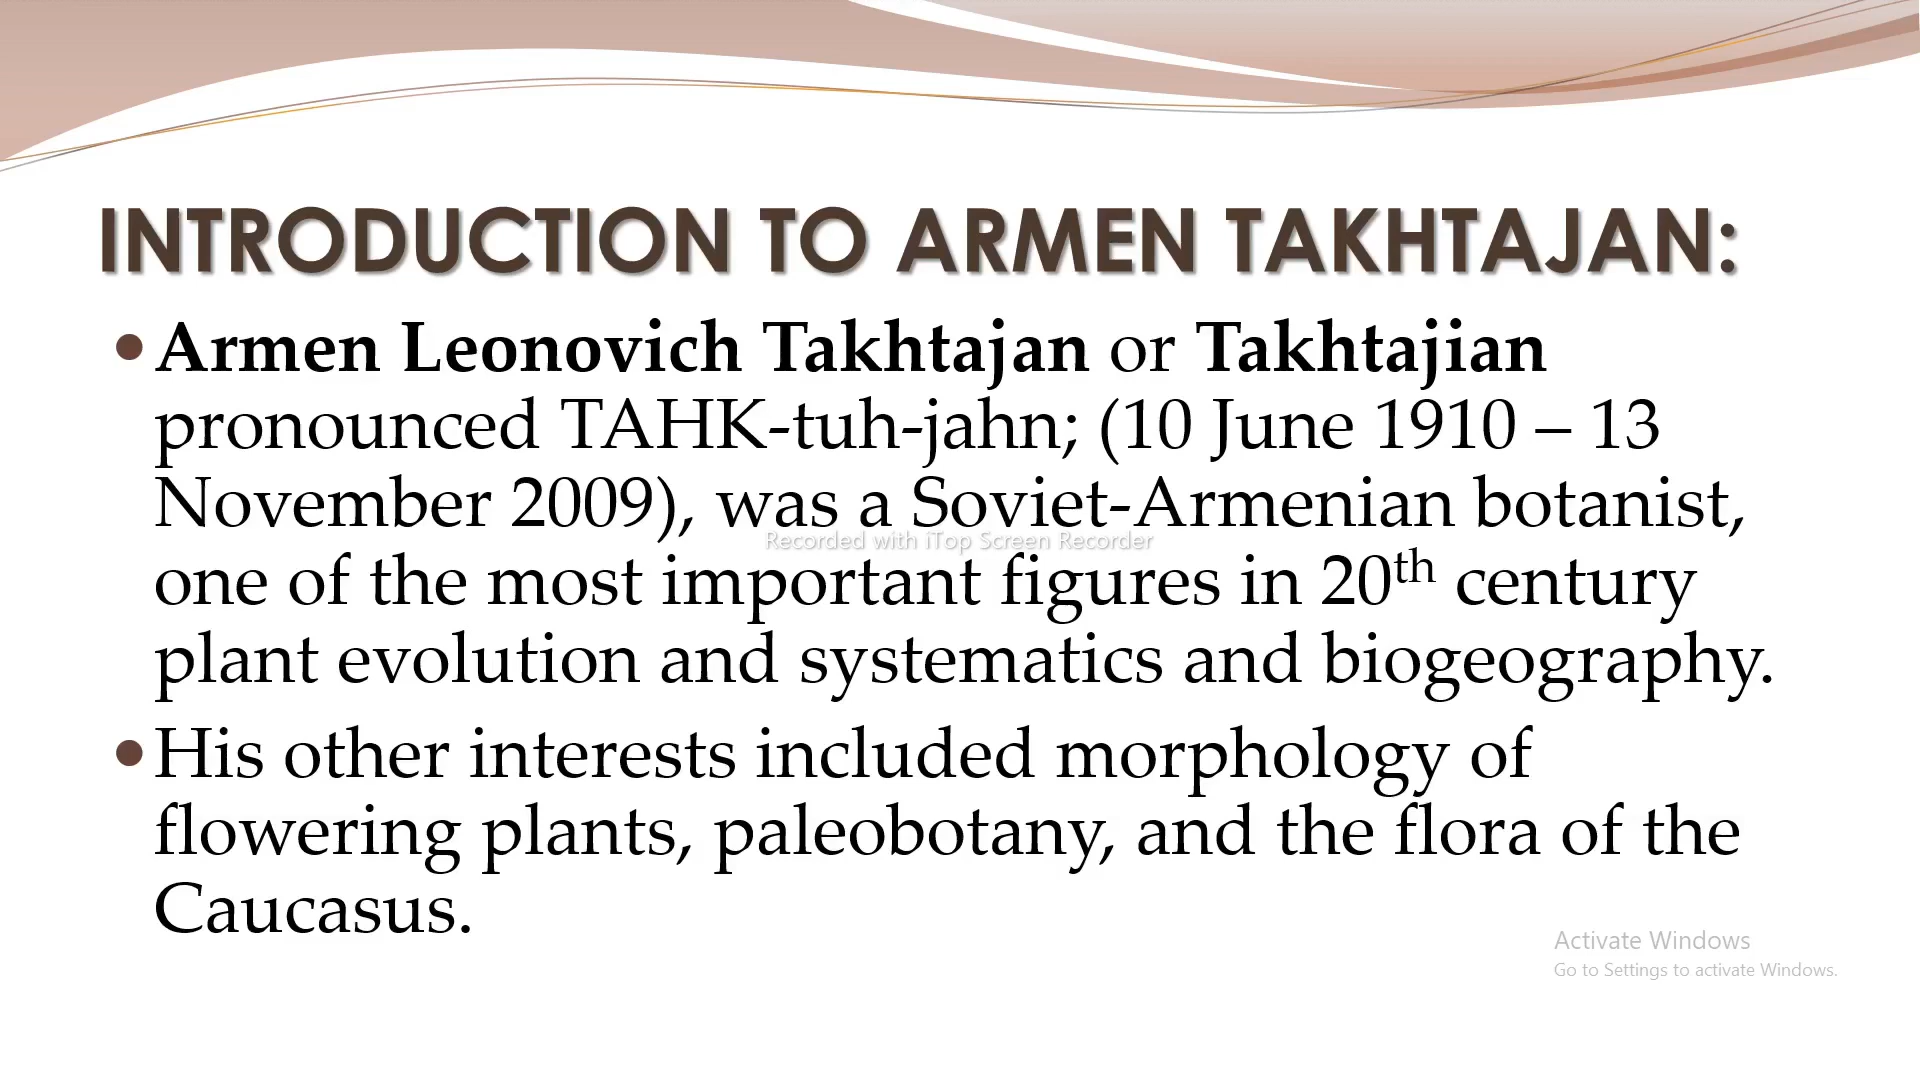 INTRODUCTION TO ARMEN TAKHTAJAN:
Armen Leonovich Takhtajan or Takhtajian
pronounced TAHK-tuh-jahn; (10 June 1910 – 13
November 2009), was a Soviet-Armenian botanist,
Recorded with iTop Screen Recorder
one of the most important figures in 20th century
plant evolution and systematics and biogeography.
His other interests included morphology of
flowering plants, paleobotany, and the flora of the
Caucasus.
Activate Windows
Go to Settings to activate Windows.